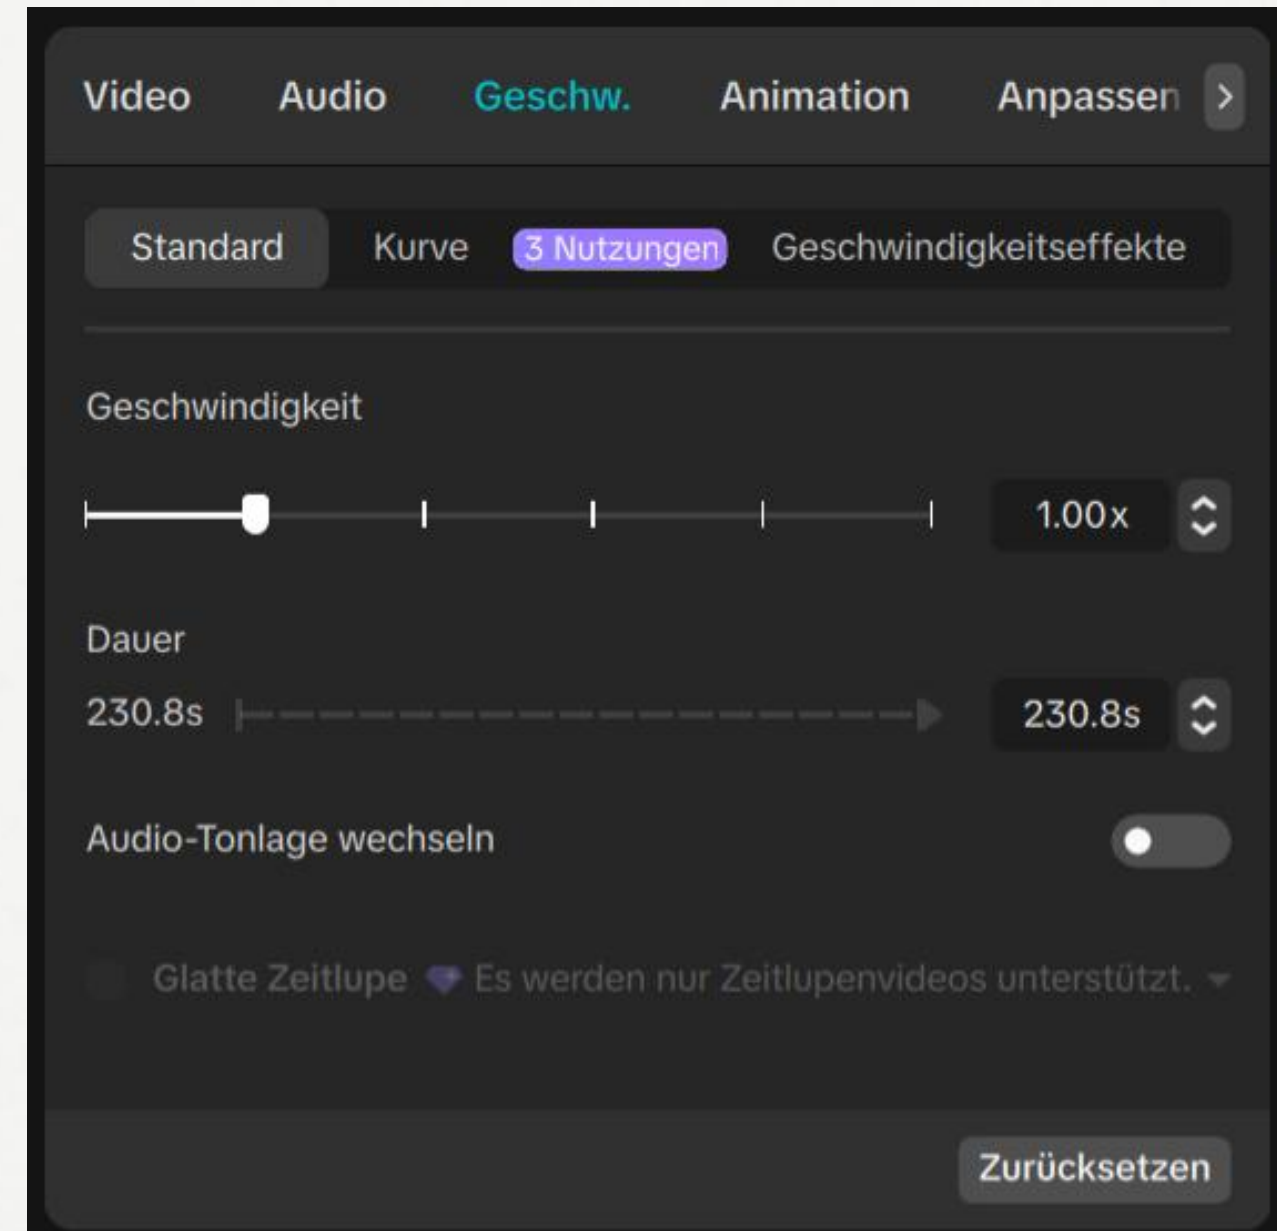 Video Audio Geschw. Animation Anpassen
Standard Kurve 3 Nutzungen Geschwindigkeitseffekte
Geschwindigkeit
1.00x
Dauer
230.8s 230.8s
Audio-Tonlage wechseln
Glatte Zeitlupe Es werden nur Zeitlupenvideos unterstützt.
Zurücksetzen